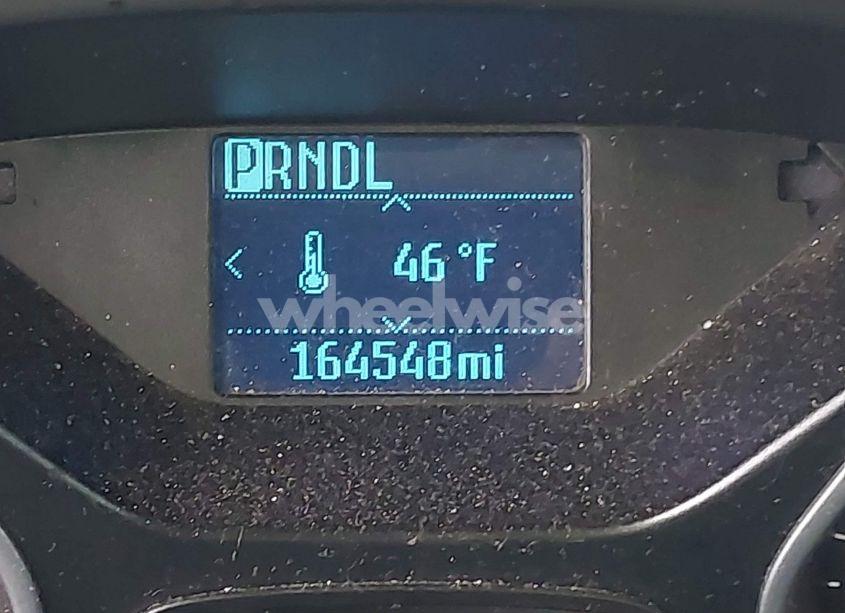 PRNDL
46 °F
wheelwise
164548mi